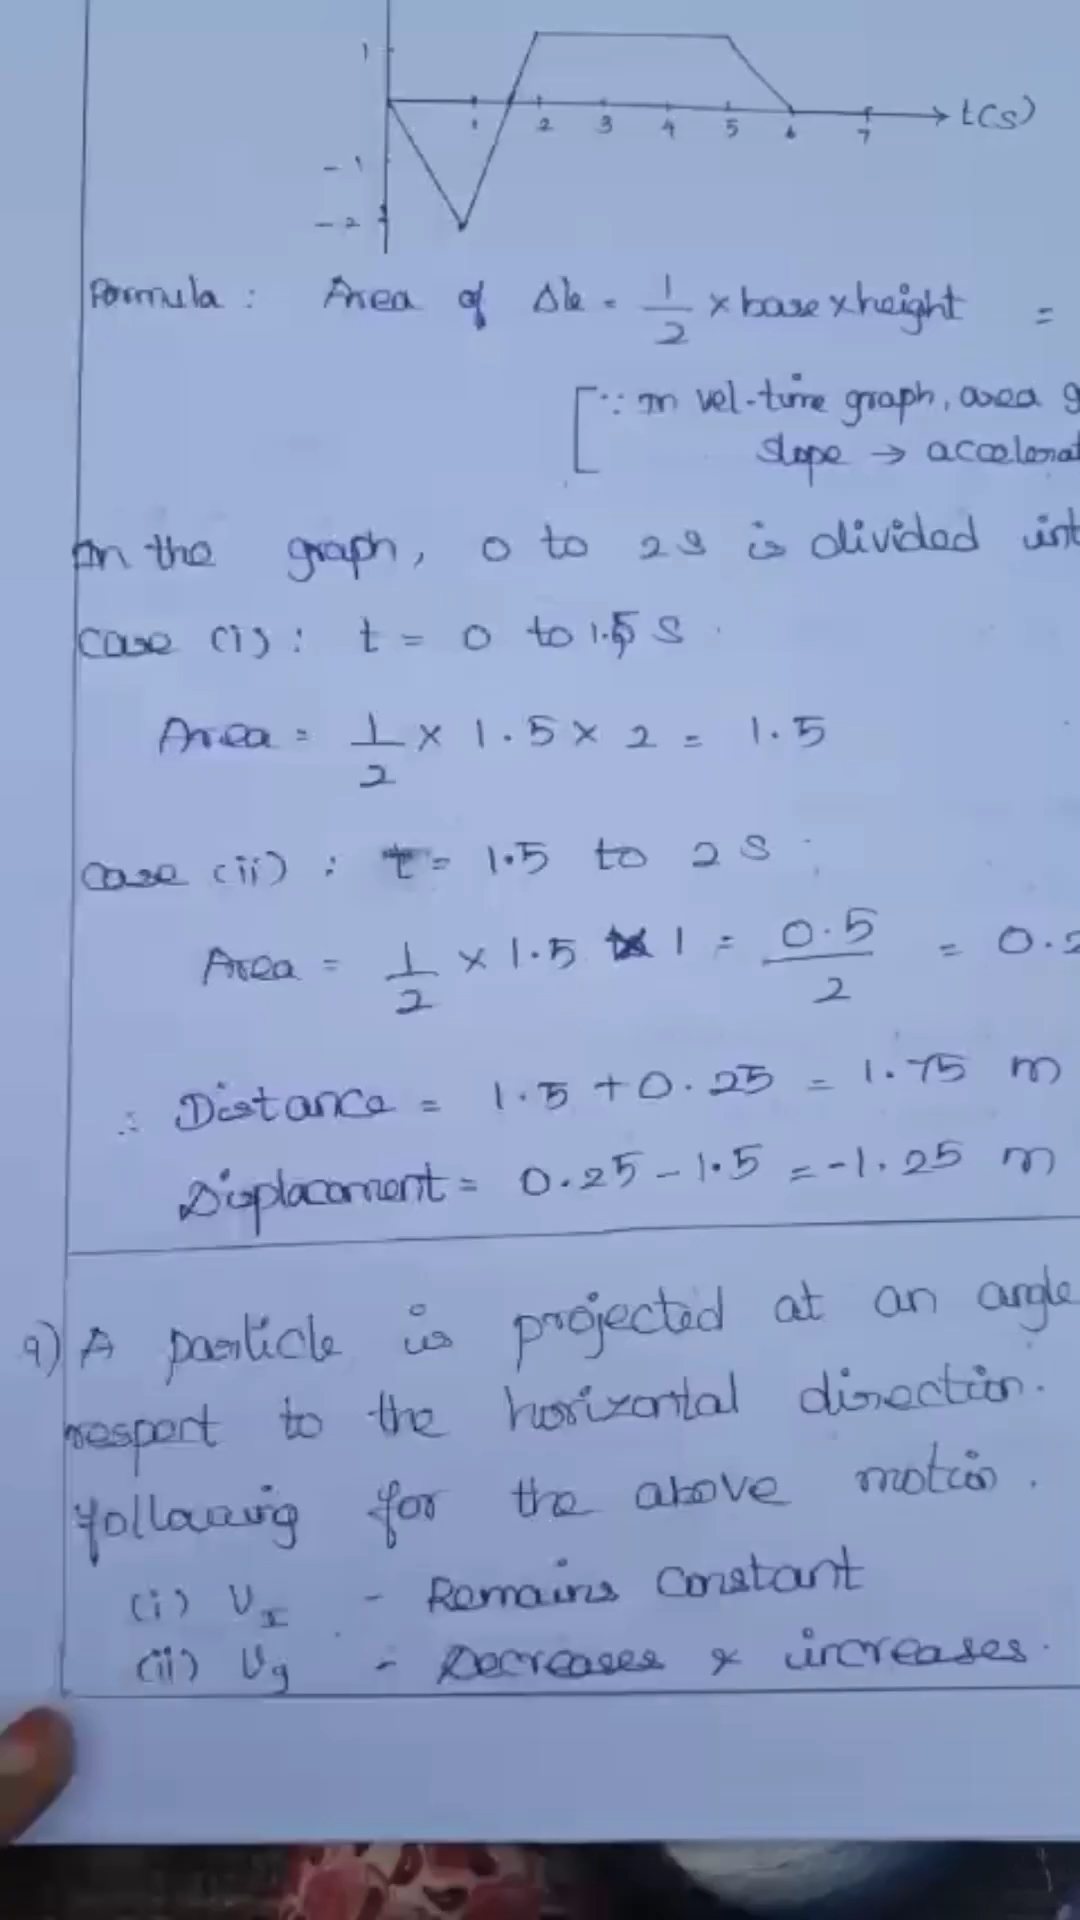 1
t(s)
1 2 3 4 5 6 7
-1
-2
Formula : Area of Δle = 1/2 × base × height =
[∵ In vel-time graph, area g
slope → accelerat
In the graph, 0 to 2s is divided int
Case (i) : t = 0 to 1.5 s
Area = 1/2 × 1.5 × 2 = 1.5
Case (ii) : t = 1.5 to 2 s
Area = 1/2 × 1.5 × 1 = 0.5/2 = 0.2
∴ Distance = 1.5 + 0.25 = 1.75 m
Displacement = 0.25 - 1.5 = -1.25 m
9) A particle is projected at an angle
respect to the horizontal direction.
following for the above motion.
(i) Vx - Remains constant
(ii) Vy - Decreases & increases.